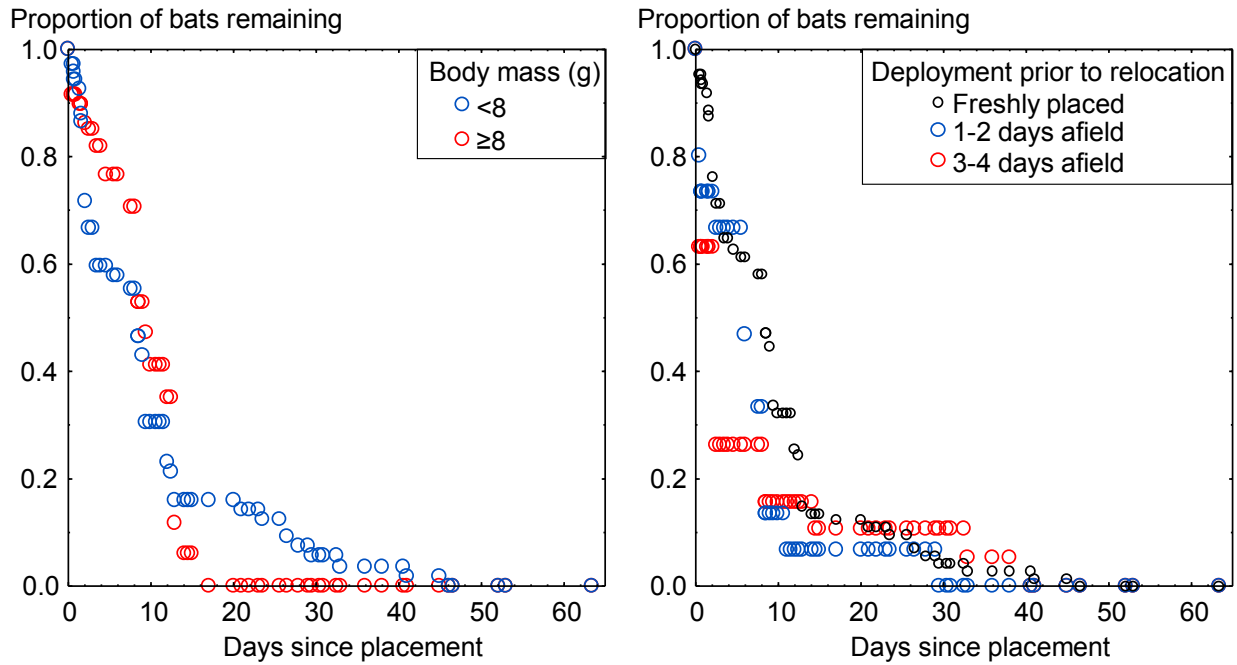 Proportion of bats remaining
1.0
0.8
0.6
0.4
0.2
0.0
0 10 20 30 40 50 60
Days since placement
Body mass (g)
<8
≥8
Proportion of bats remaining
1.0
0.8
0.6
0.4
0.2
0.0
0 10 20 30 40 50 60
Days since placement
Deployment prior to relocation
Freshly placed
1-2 days afield
3-4 days afield